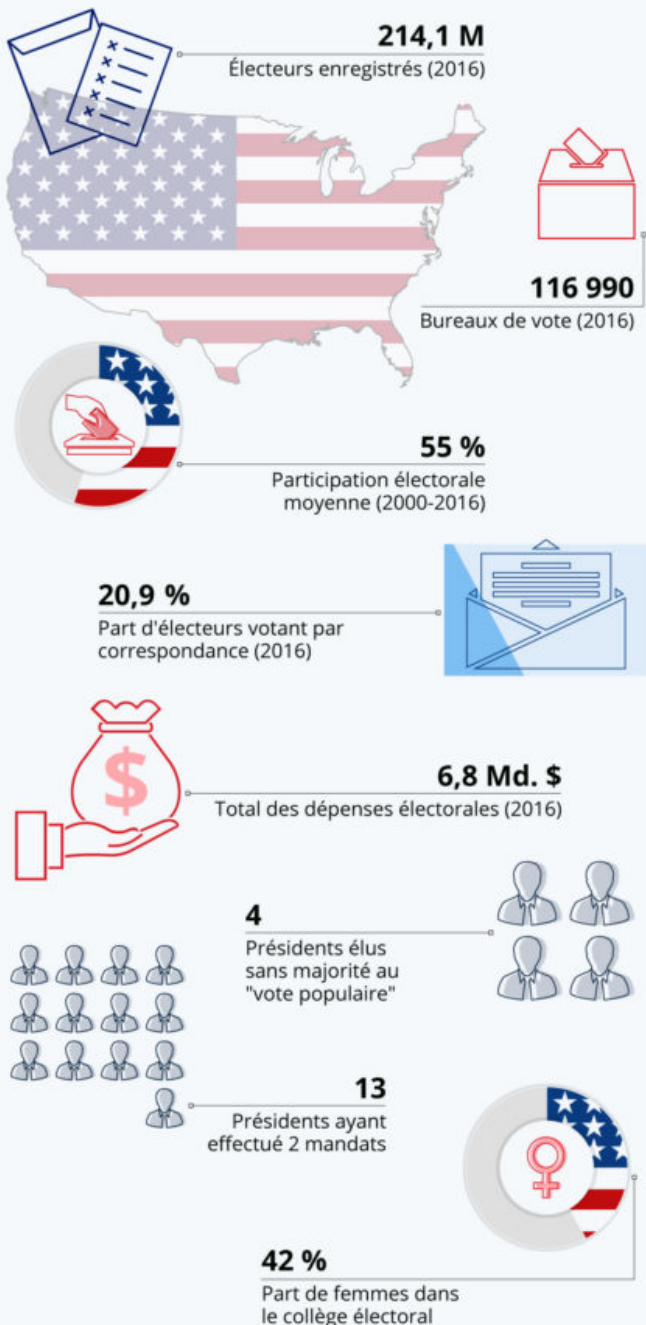 214,1 M
Électeurs enregistrés (2016)
116 990
Bureaux de vote (2016)
55 %
Participation électorale
moyenne (2000-2016)
20,9 %
Part d'électeurs votant par
correspondance (2016)
$
6,8 Md. $
Total des dépenses électorales (2016)
4
Présidents élus
sans majorité au
"vote populaire"
13
Présidents ayant
effectué 2 mandats
42 %
Part de femmes dans
le collège électoral